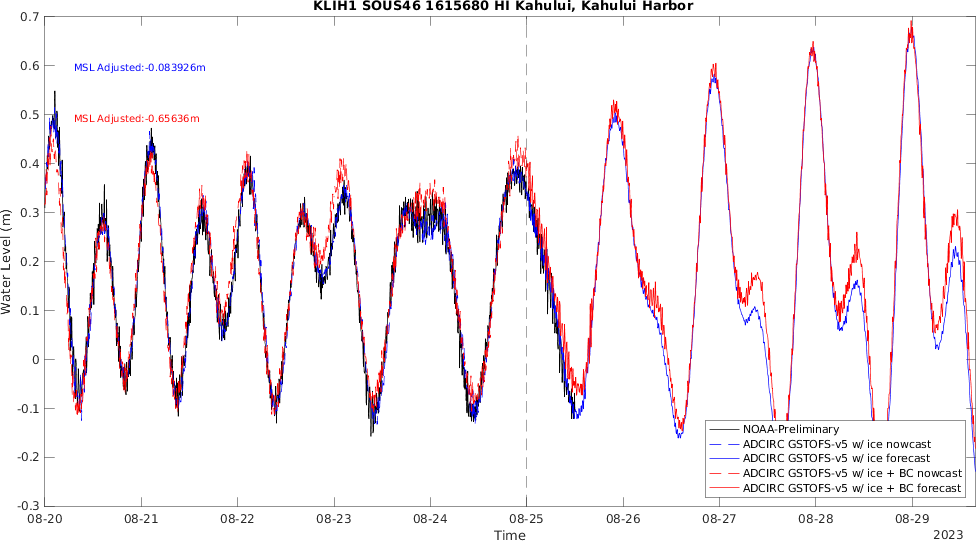 KLIH1 SOUS46 1615680 HI Kahului, Kahului Harbor
0.7
0.6
0.5
0.4
0.3
0.2
0.1
0
-0.1
-0.2
-0.3
Water Level (m)
MSL Adjusted:-0.083926m
MSL Adjusted:-0.65636m
NOAA-Preliminary
ADCIRC GSTOFS-v5 w/ ice nowcast
ADCIRC GSTOFS-v5 w/ ice forecast
ADCIRC GSTOFS-v5 w/ ice + BC nowcast
ADCIRC GSTOFS-v5 w/ ice + BC forecast
08-20 08-21 08-22 08-23 08-24 08-25 08-26 08-27 08-28 08-29
Time
2023